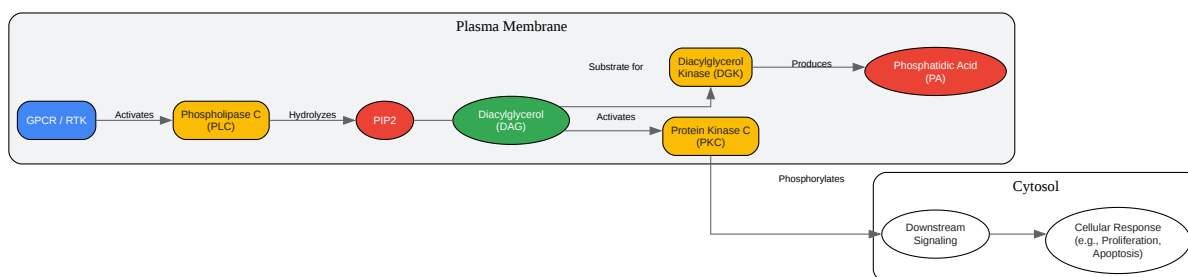 Plasma Membrane
GPCR / RTK
Activates
Phospholipase C
(PLC)
Hydrolyzes
PIP2
Diacylglycerol
(DAG)
Substrate for
Diacylglycerol
Kinase (DGK)
Produces
Phosphatidic Acid
(PA)
Activates
Protein Kinase C
(PKC)
Phosphorylates
Cytosol
Downstream
Signaling
Cellular Response
(e.g., Proliferation,
Apoptosis)